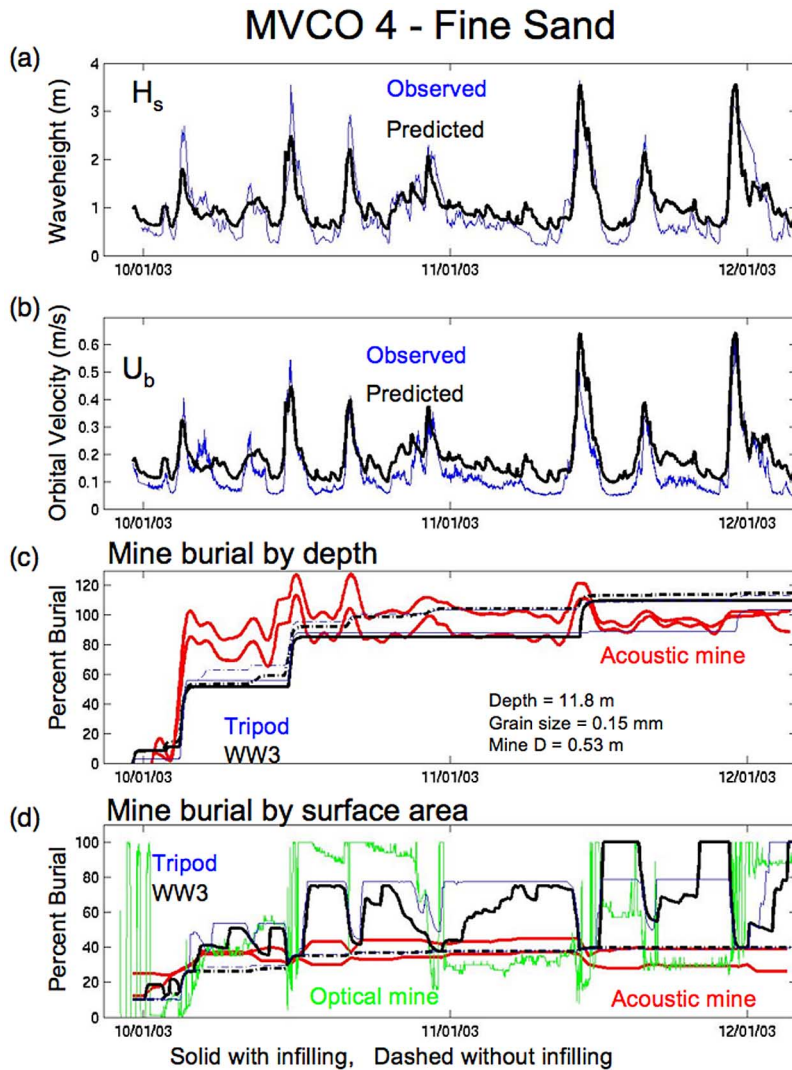 MVCO 4 - Fine Sand
(a)
4
3
2
1
0
Waveheight (m)
Hs
Observed
Predicted
10/01/03 11/01/03 12/01/03
(b)
0.6
0.5
0.4
0.3
0.2
0.1
0
Orbital Velocity (m/s)
Ub
Observed
Predicted
10/01/03 11/01/03 12/01/03
(c)
Mine burial by depth
120
100
80
60
40
20
0
Percent Burial
Acoustic mine
Tripod
WW3
Depth = 11.8 m
Grain size = 0.15 mm
Mine D = 0.53 m
10/01/03 11/01/03 12/01/03
(d)
Mine burial by surface area
100
80
60
40
20
0
Percent Burial
Tripod
WW3
Optical mine
Acoustic mine
10/01/03 11/01/03 12/01/03
Solid with infilling, Dashed without infilling